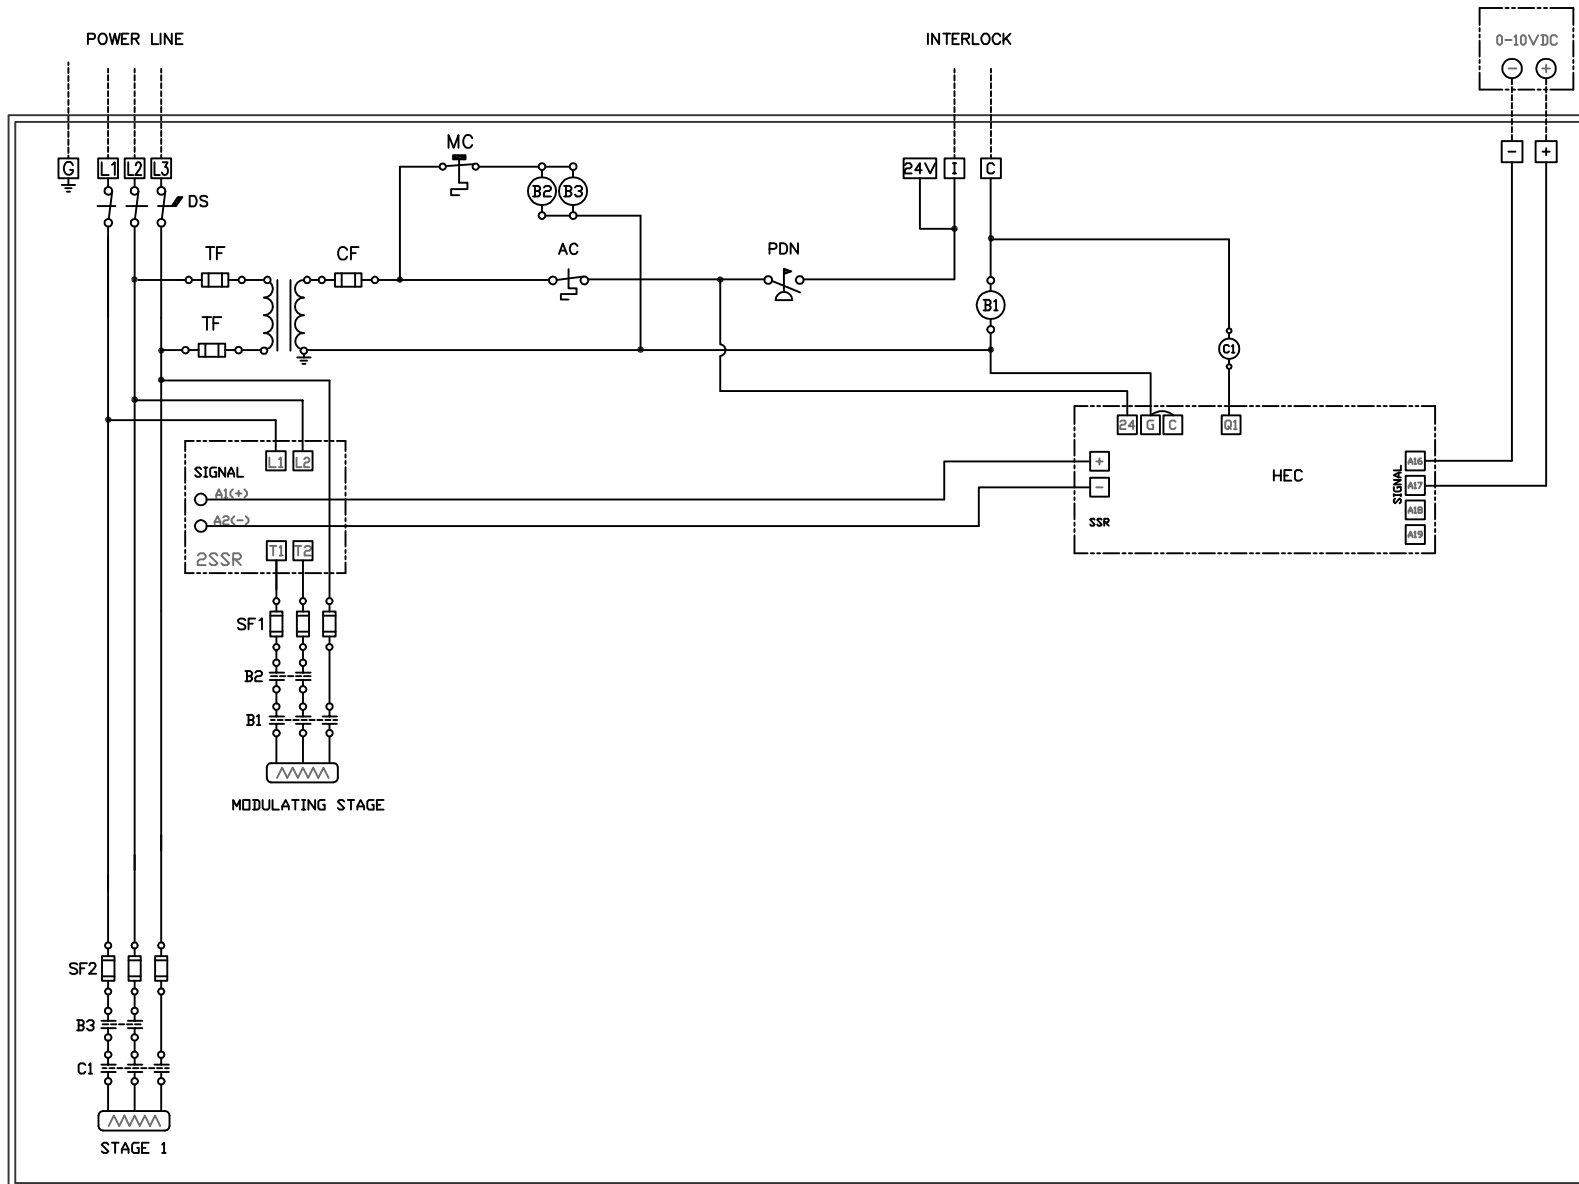 POWER LINE
INTERLOCK
0-10VDC
- +
G L1 L2 L3
DS
MC
B2 B3
24V I C
- +
TF
CF
AC
PDN
B1
TF
C1
24 G C Q1
L1 L2
SIGNAL
A1(+)
A2(-)
2SSR
T1 T2
+
-
SSR
HEC
SIGNAL
A16
A17
A18
A19
SF1
B2
B1
MODULATING STAGE
SF2
B3
C1
STAGE 1